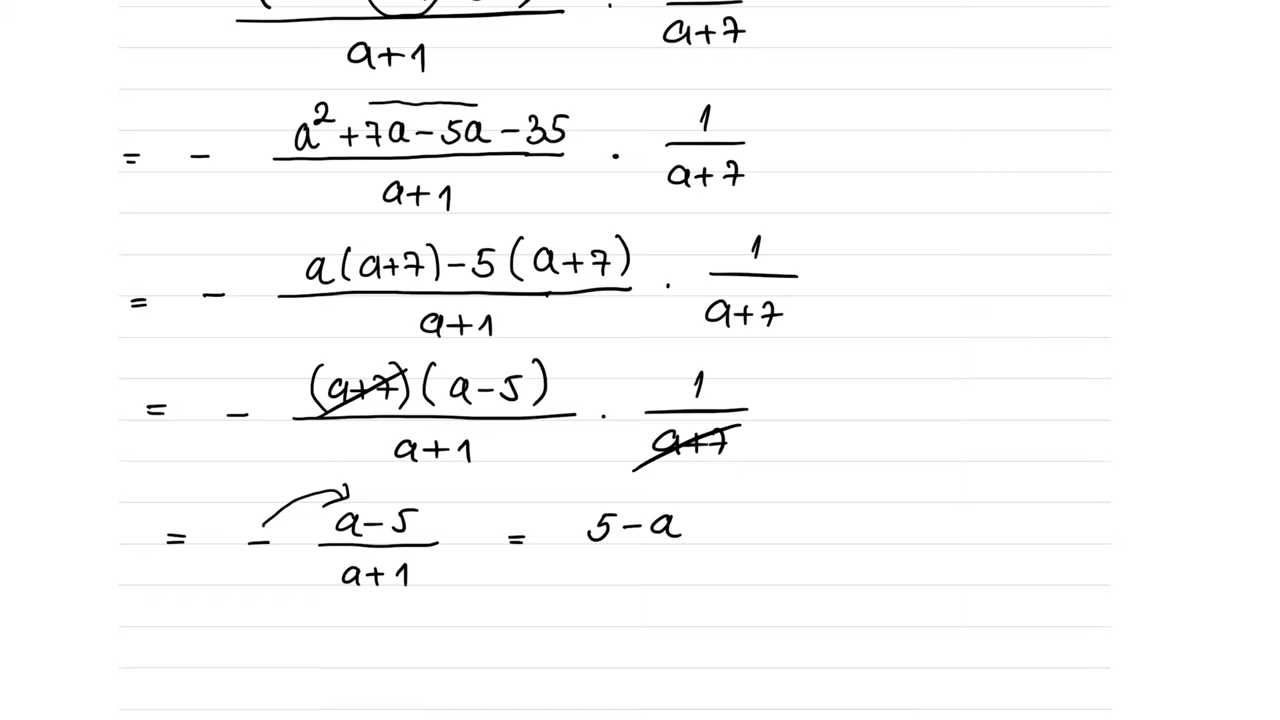 a+1 a+7
= - (a²+7a-5a-35)/(a+1) · 1/(a+7)
= - (a(a+7)-5(a+7))/(a+1) · 1/(a+7)
= - ((a+7)(a-5))/(a+1) · 1/(a+7)
= - (a-5)/(a+1) = 5-a